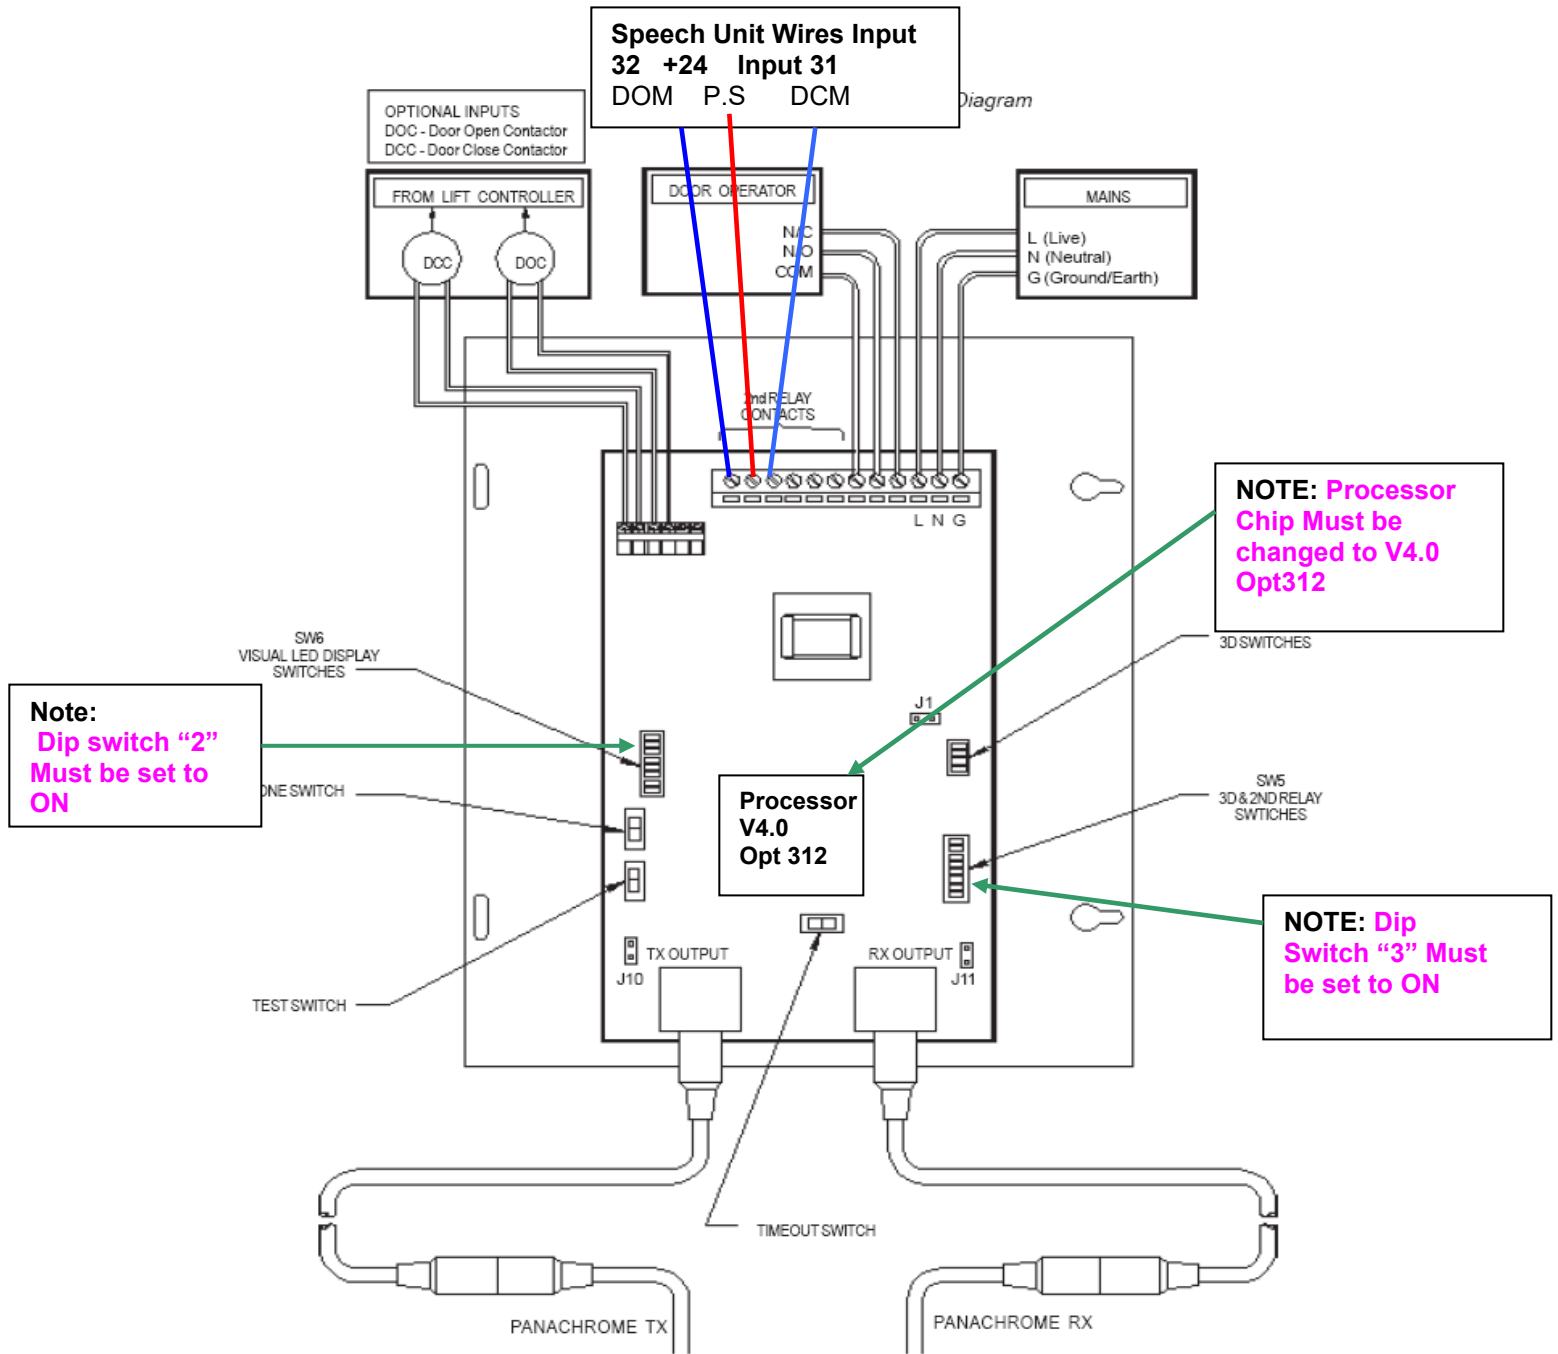 Speech Unit Wires Input
32 +24 Input 31
DOM P.S DCM
Diagram
OPTIONAL INPUTS
DOC - Door Open Contactor
DCC - Door Close Contactor
FROM LIFT CONTROLLER
DCC
DOC
DOOR OPERATOR
N/C
N/O
COM
MAINS
L (Live)
N (Neutral)
G (Ground/Earth)
2nd RELAY
CONTACTS
L N G
NOTE: Processor
Chip Must be
changed to V4.0
Opt312
3D SWITCHES
SW6
VISUAL LED DISPLAY
SWITCHES
Note:
Dip switch “2”
Must be set to
ON
ONE SWITCH
J1
Processor
V4.0
Opt 312
SW5
3D & 2ND RELAY
SWTICHES
NOTE: Dip
Switch “3” Must
be set to ON
TX OUTPUT
J10
RX OUTPUT
J11
TEST SWITCH
TIMEOUT SWITCH
PANACHROME TX
PANACHROME RX